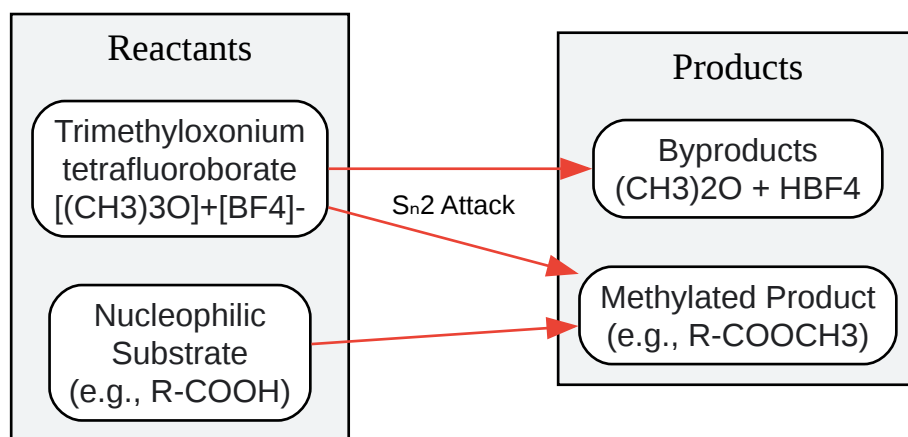 Reactants
Trimethyloxonium
tetrafluoroborate
[(CH3)3O]+[BF4]-
Nucleophilic
Substrate
(e.g., R-COOH)
Sₙ2 Attack
Products
Byproducts
(CH3)2O + HBF4
Methylated Product
(e.g., R-COOCH3)